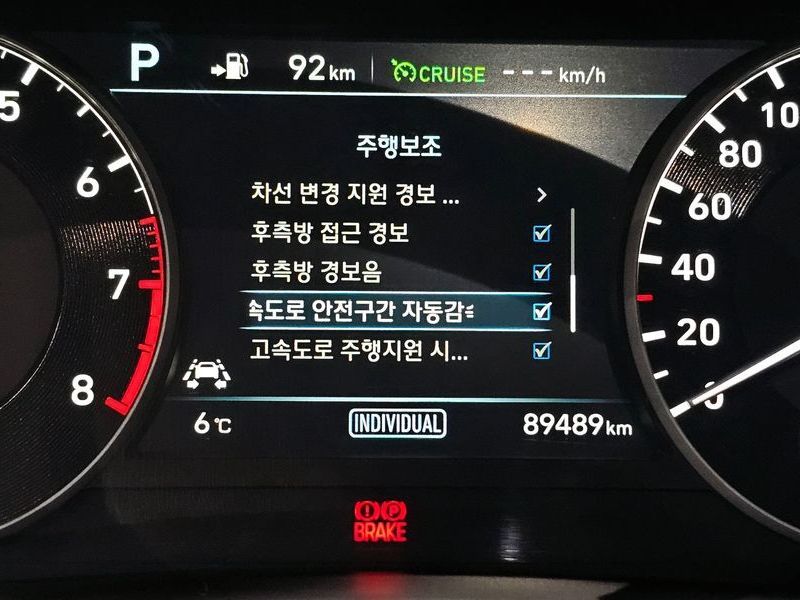 P 92km CRUISE ---km/h
주행보조
차선 변경 지원 경보 ... >
후측방 접근 경보
후측방 경보음
속도로 안전구간 자동감
고속도로 주행지원 시...
6℃ INDIVIDUAL 89489km
BRAKE
5
6
7
8
10
80
60
40
20
0